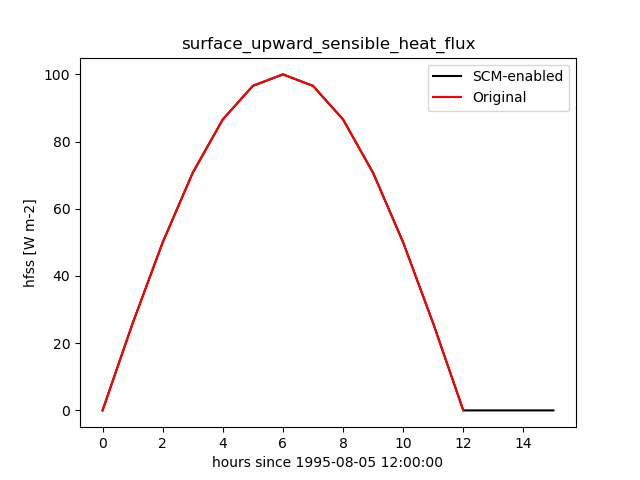 surface_upward_sensible_heat_flux
SCM-enabled
Original
hfss [W m-2]
100
80
60
40
20
0
0 2 4 6 8 10 12 14
hours since 1995-08-05 12:00:00